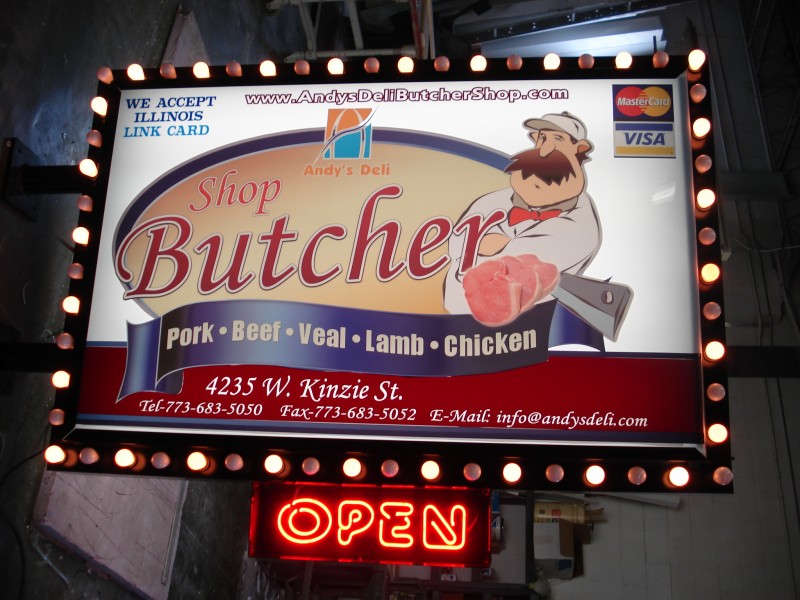 www.AndysDeliButcherShop.com
WE ACCEPT
ILLINOIS
LINK CARD
MasterCard
VISA
Andy's Deli
Shop
Butcher
Pork • Beef • Veal • Lamb • Chicken
4235 W. Kinzie St.
Tel-773-683-5050 Fax-773-683-5052 E-Mail: info@andysdeli.com
OPEN